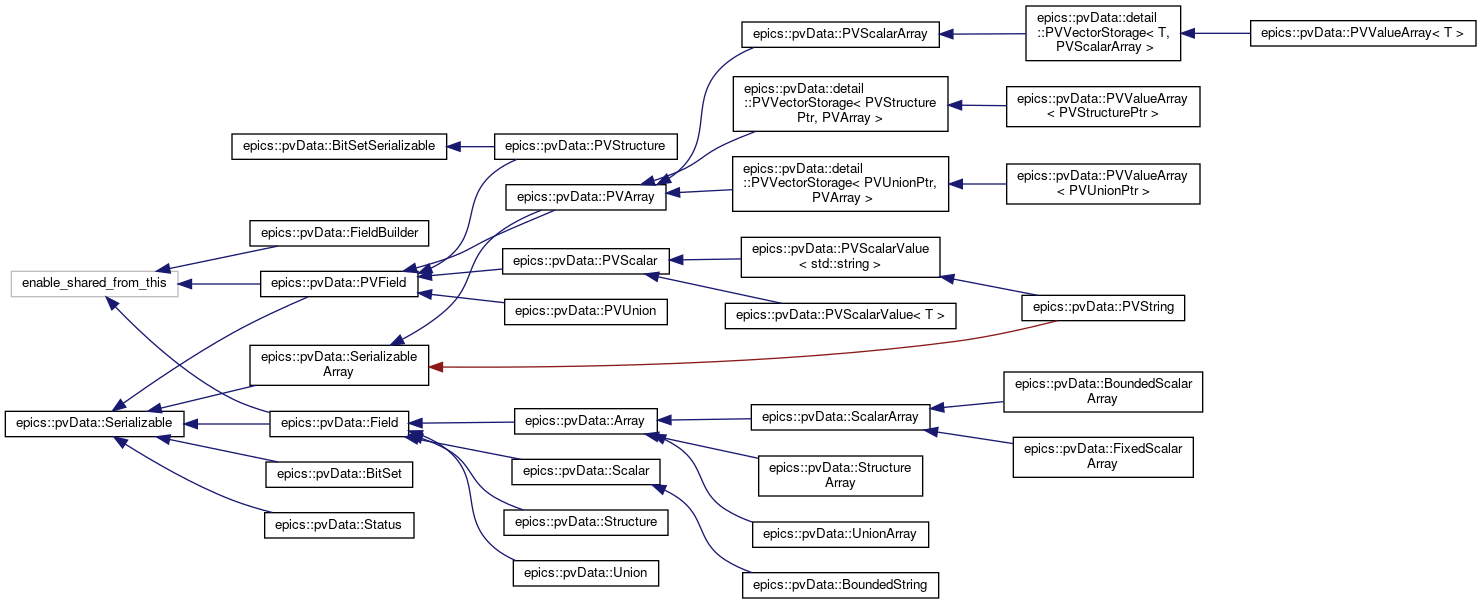 epics::pvData::PVScalarArray
epics::pvData::detail
::PVVectorStorage< T,
PVScalarArray >
epics::pvData::PVValueArray< T >
epics::pvData::detail
::PVVectorStorage< PVStructure
Ptr, PVArray >
epics::pvData::PVValueArray
< PVStructurePtr >
epics::pvData::BitSetSerializable
epics::pvData::PVStructure
epics::pvData::detail
::PVVectorStorage< PVUnionPtr,
PVArray >
epics::pvData::PVValueArray
< PVUnionPtr >
epics::pvData::PVArray
epics::pvData::FieldBuilder
epics::pvData::PVScalar
epics::pvData::PVScalarValue
< std::string >
enable_shared_from_this
epics::pvData::PVField
epics::pvData::PVUnion
epics::pvData::PVScalarValue< T >
epics::pvData::PVString
epics::pvData::Serializable
Array
epics::pvData::BoundedScalar
Array
epics::pvData::Serializable
epics::pvData::Field
epics::pvData::Array
epics::pvData::ScalarArray
epics::pvData::FixedScalar
Array
epics::pvData::BitSet
epics::pvData::Scalar
epics::pvData::Structure
Array
epics::pvData::Status
epics::pvData::Structure
epics::pvData::UnionArray
epics::pvData::Union
epics::pvData::BoundedString